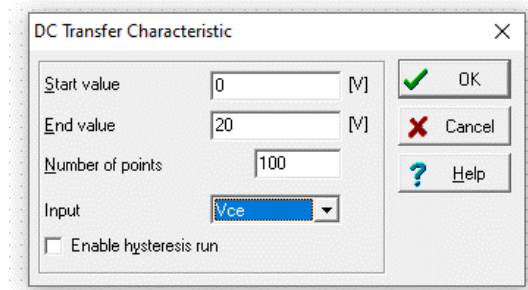 DC Transfer Characteristic
Start value 0 [V]
End value 20 [V]
Number of points 100
Input Vce
Enable hysteresis run
OK
Cancel
? Help